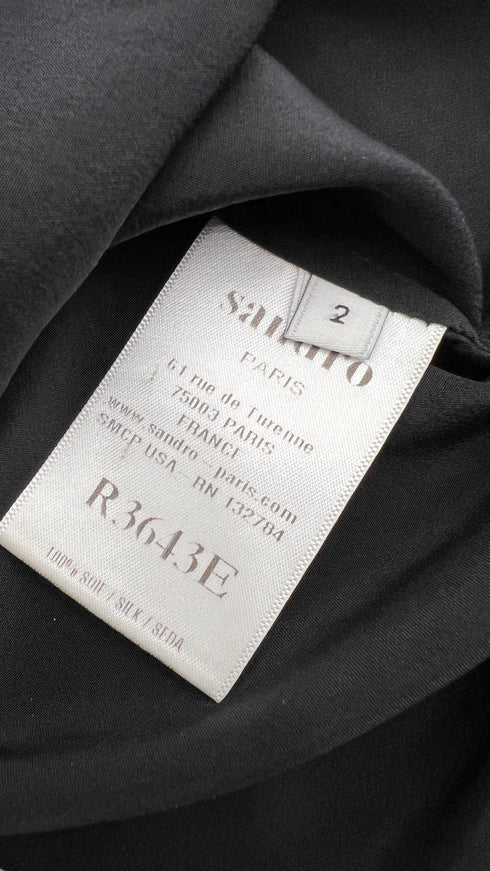 sandro
2
PARIS
61 rue de Turenne
75003 PARIS
FRANCE
www.sandro-paris.com
SMCP USA - RN 132784
R3643E
100% SOIE / SILK / SEDA